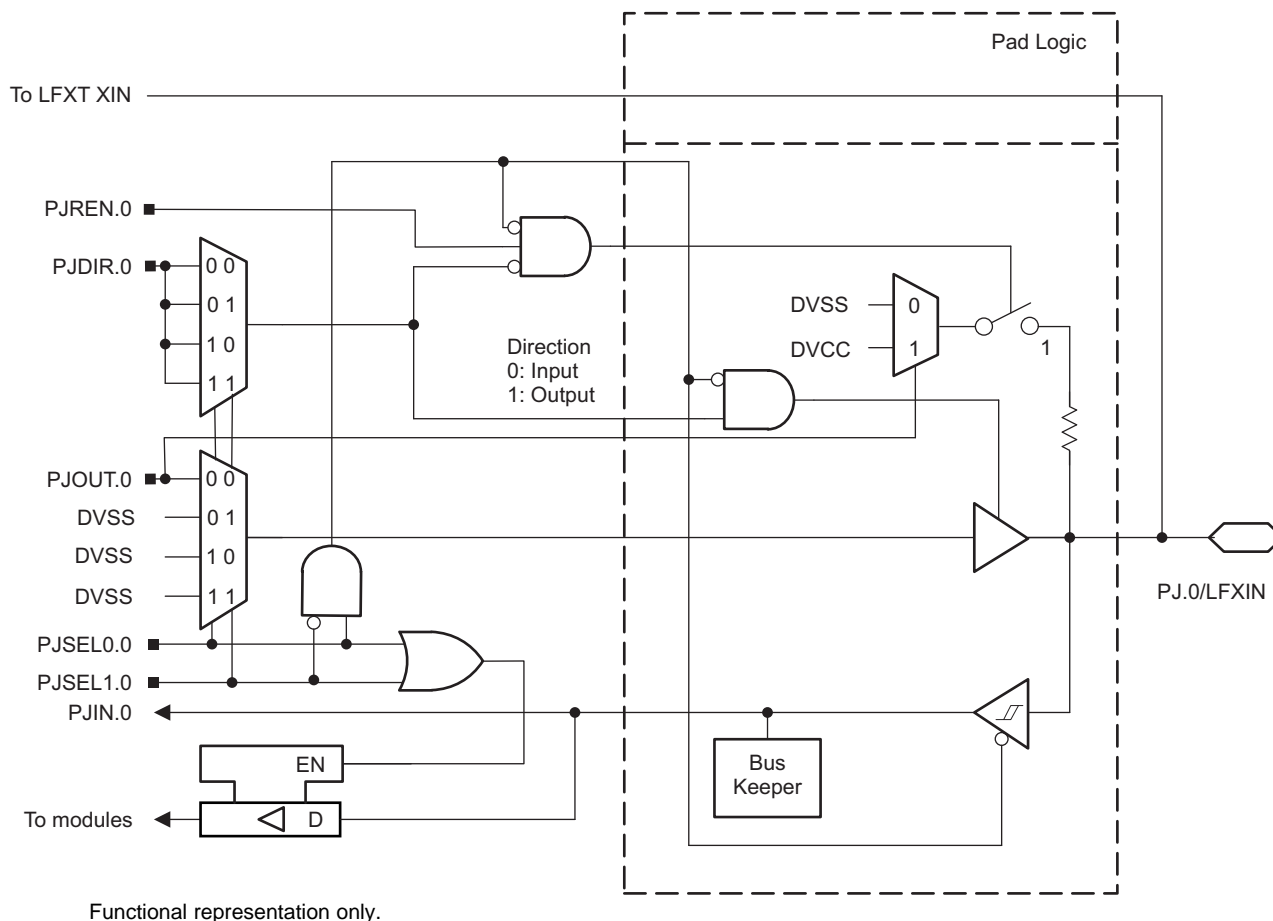 Pad Logic
To LFXT XIN
PJREN.0
PJDIR.0
0 0
0 1
1 0
1 1
Direction
0: Input
1: Output
DVSS
0
DVCC
1
1
PJOUT.0
0 0
DVSS
0 1
DVSS
1 0
DVSS
1 1
PJ.0/LFXIN
PJSEL0.0
PJSEL1.0
PJIN.0
EN
Bus
Keeper
To modules
D
Functional representation only.